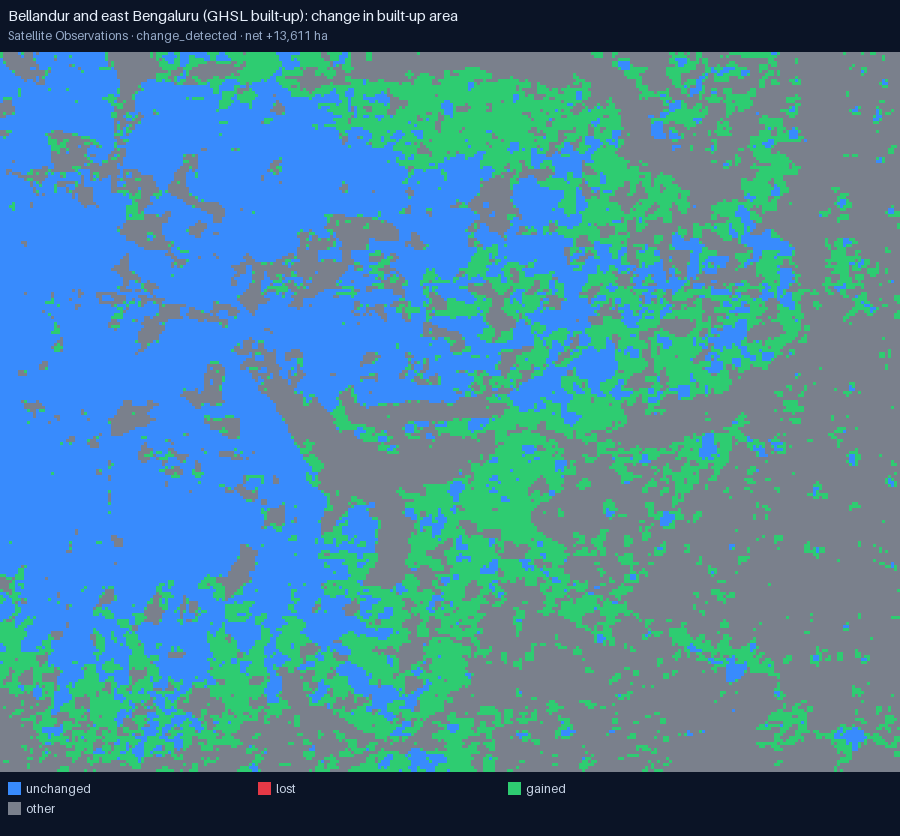 Bellandur and east Bengaluru (GHSL built-up): change in built-up area
Satellite Observations · change_detected · net +13,611 ha
unchanged lost gained
other